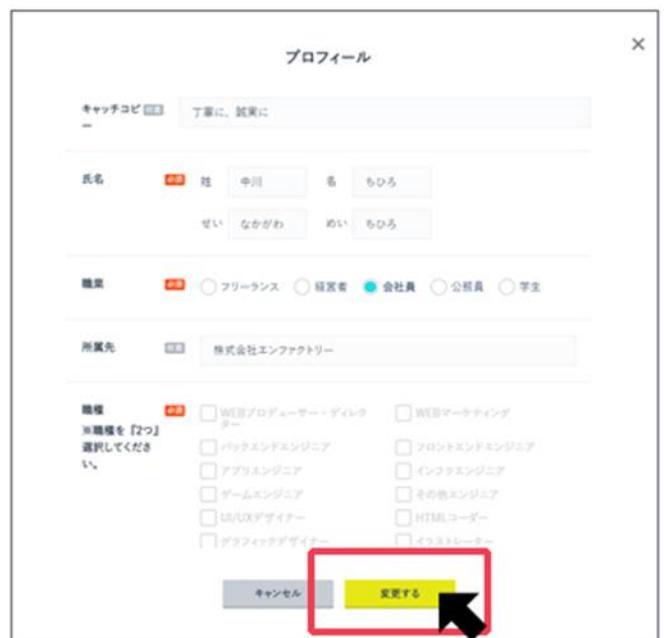 プロフィール
キャッチコピー 任意 丁寧に、誠実に
氏名 必須 姓 中川 名 ちひろ
せい なかがわ めい ちひろ
職業 必須 フリーランス 経営者 会社員 公務員 学生
所属先 任意 株式会社エンファクトリー
職種 必須 WEBプロデューサー・ディレクター WEBマーケティング
※職種を『2つ』選択してください。
バックエンドエンジニア フロントエンドエンジニア
アプリエンジニア インフラエンジニア
ゲームエンジニア その他エンジニア
UI/UXデザイナー HTMLコーダー
グラフィックデザイナー イラストレーター
キャンセル 変更する